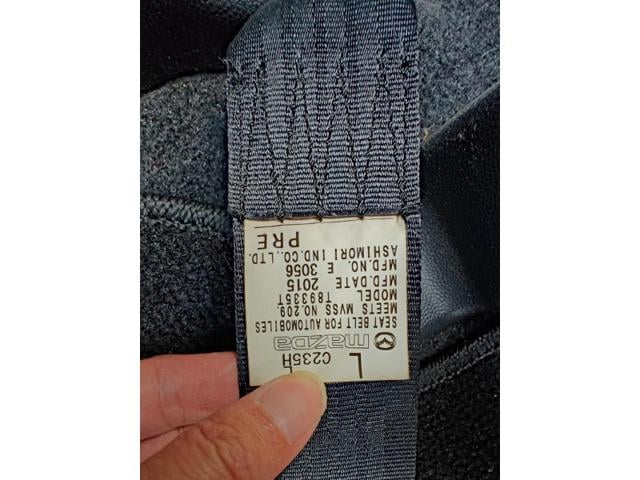 L
C235H L
mazda
SEAT BELT FOR AUTOMOBILES
MEETS MVSS NO.209.
MODEL T89335T
MFD.DATE 2015
MFD.NO. E 3056
ASHIMORI IND.CO.,LTD.
PRE